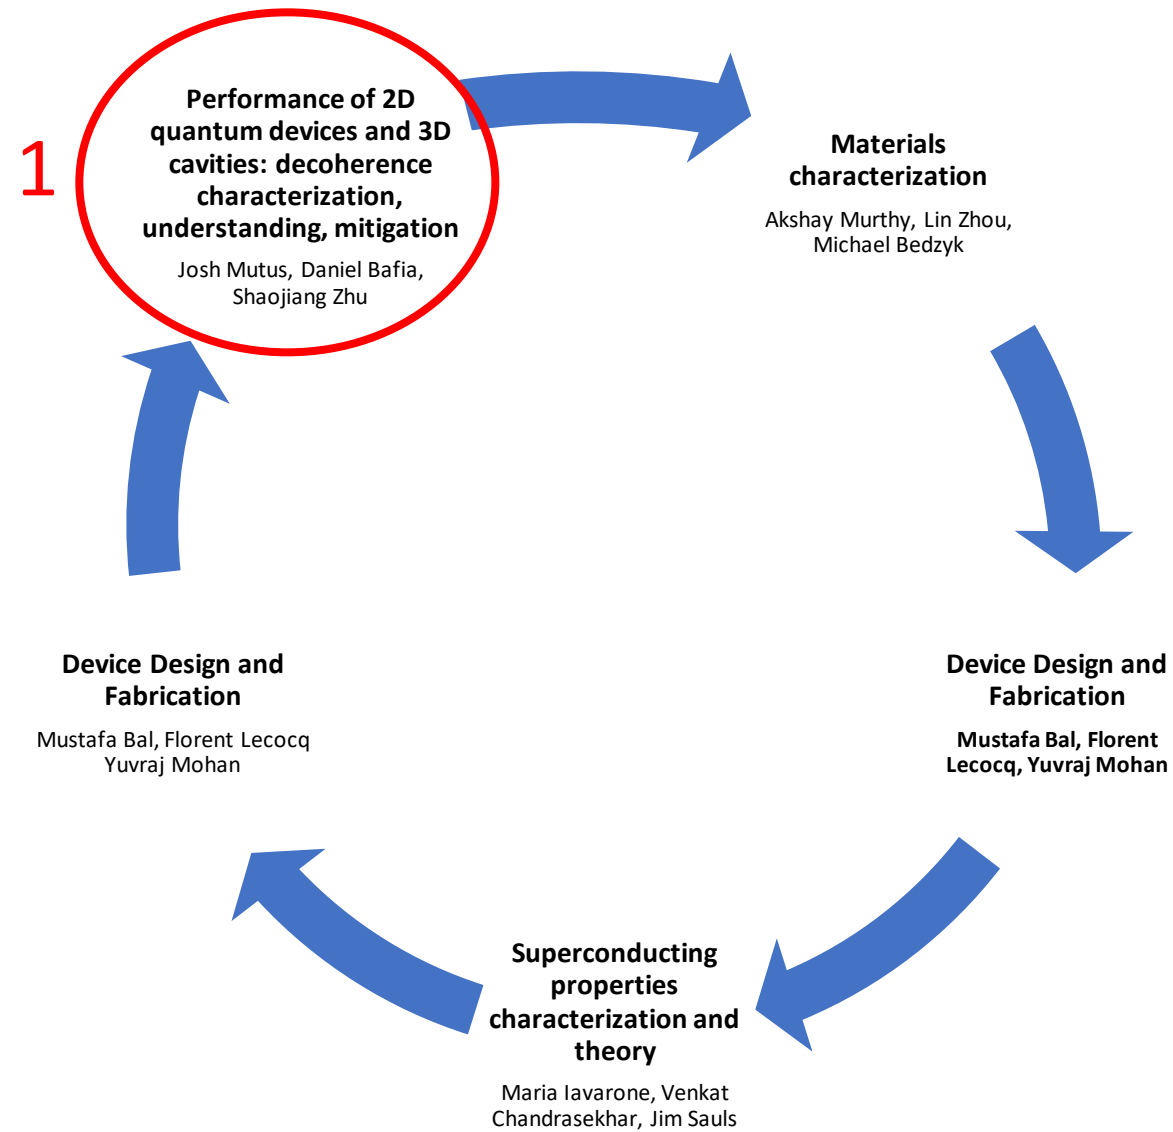 1
Performance of 2D
quantum devices and 3D
cavities: decoherence
characterization,
understanding, mitigation
Josh Mutus, Daniel Bafia,
Shaojiang Zhu
Materials
characterization
Akshay Murthy, Lin Zhou,
Michael Bedzyk
Device Design and
Fabrication
Mustafa Bal, Florent
Lecocq, Yuvraj Mohan
Superconducting
properties
characterization and
theory
Maria Iavarone, Venkat
Chandrasekhar, Jim Sauls
Device Design and
Fabrication
Mustafa Bal, Florent Lecocq
Yuvraj Mohan